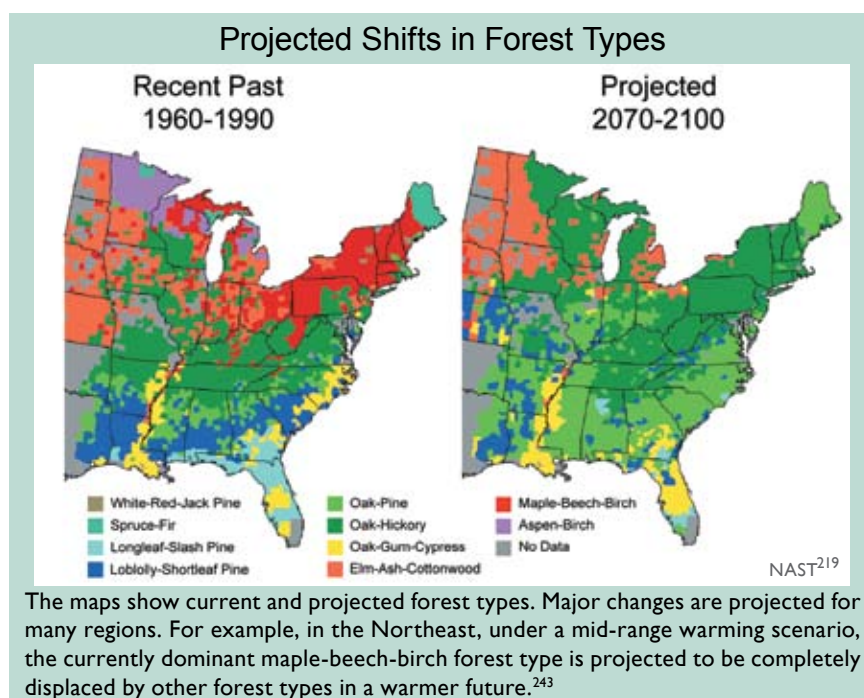 Projected Shifts in Forest Types
Recent Past
1960-1990
Projected
2070-2100
White-Red-Jack Pine
Spruce-Fir
Longleaf-Slash Pine
Loblolly-Shortleaf Pine
Oak-Pine
Oak-Hickory
Oak-Gum-Cypress
Elm-Ash-Cottonwood
Maple-Beech-Birch
Aspen-Birch
No Data
NAST219
The maps show current and projected forest types. Major changes are projected for
many regions. For example, in the Northeast, under a mid-range warming scenario,
the currently dominant maple-beech-birch forest type is projected to be completely
displaced by other forest types in a warmer future.243